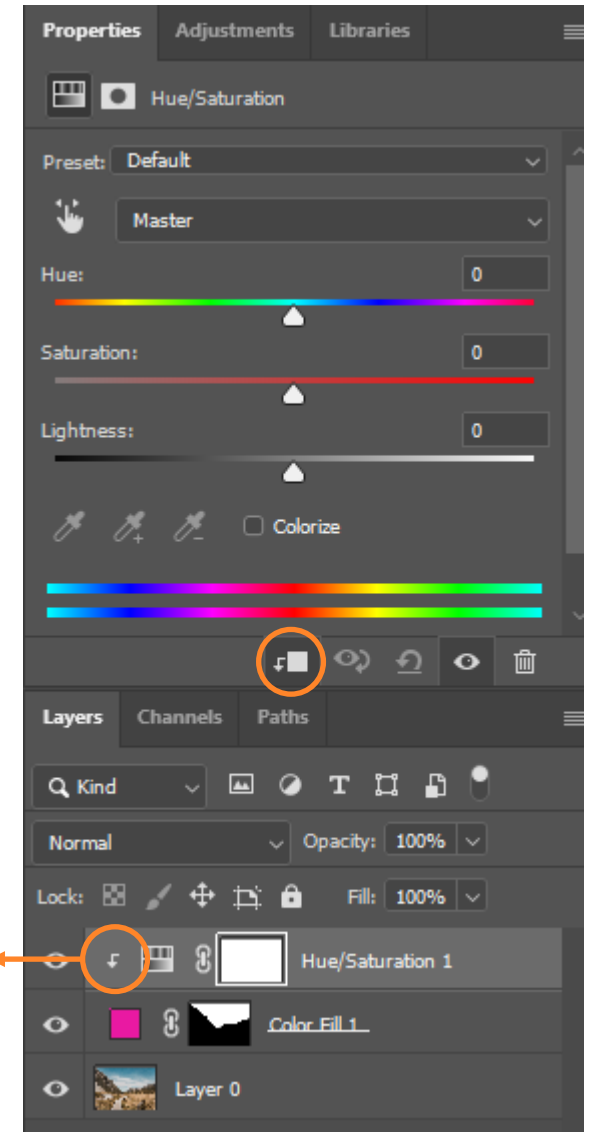 Properties Adjustments Libraries
Hue/Saturation
Preset: Default
Master
Hue: 0
Saturation: 0
Lightness: 0
Colorize
Layers Channels Paths
Kind
Normal Opacity: 100%
Lock: Fill: 100%
Hue/Saturation 1
Color Fill 1
Layer 0